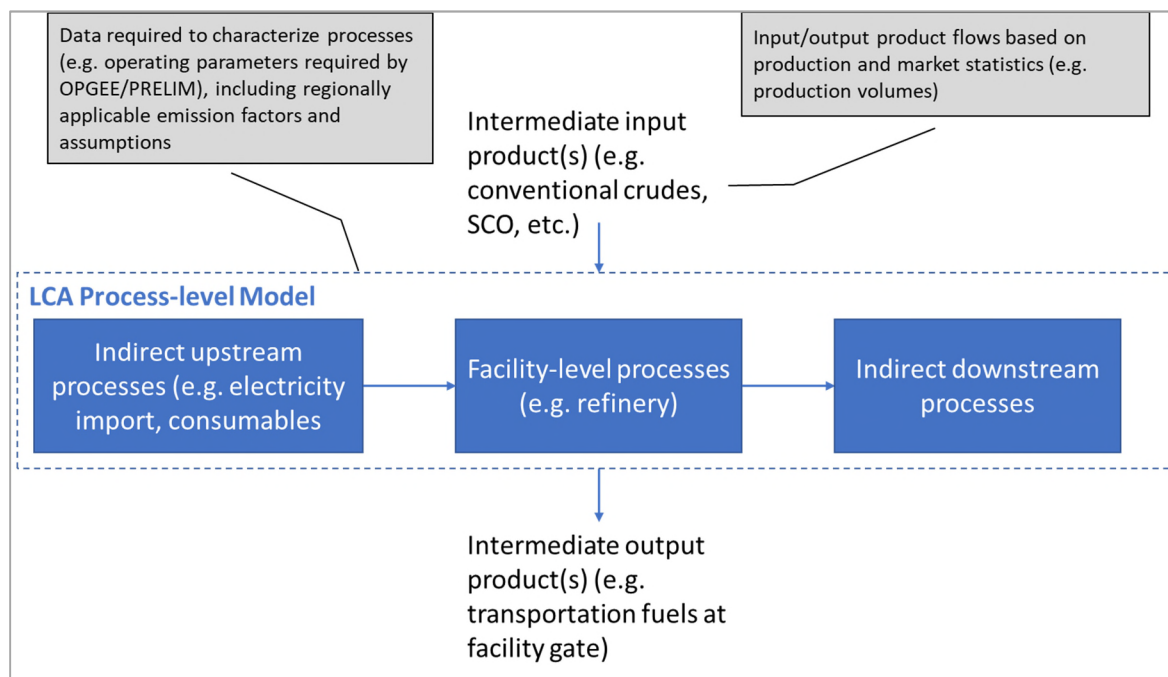 Data required to characterize processes
(e.g. operating parameters required by
OPGEE/PRELIM), including regionally
applicable emission factors and
assumptions
Input/output product flows based on
production and market statistics (e.g.
production volumes)
Intermediate input
product(s) (e.g.
conventional crudes,
SCO, etc.)
LCA Process-level Model
Indirect upstream
processes (e.g. electricity
import, consumables
Facility-level processes
(e.g. refinery)
Indirect downstream
processes
Intermediate output
product(s) (e.g.
transportation fuels at
facility gate)